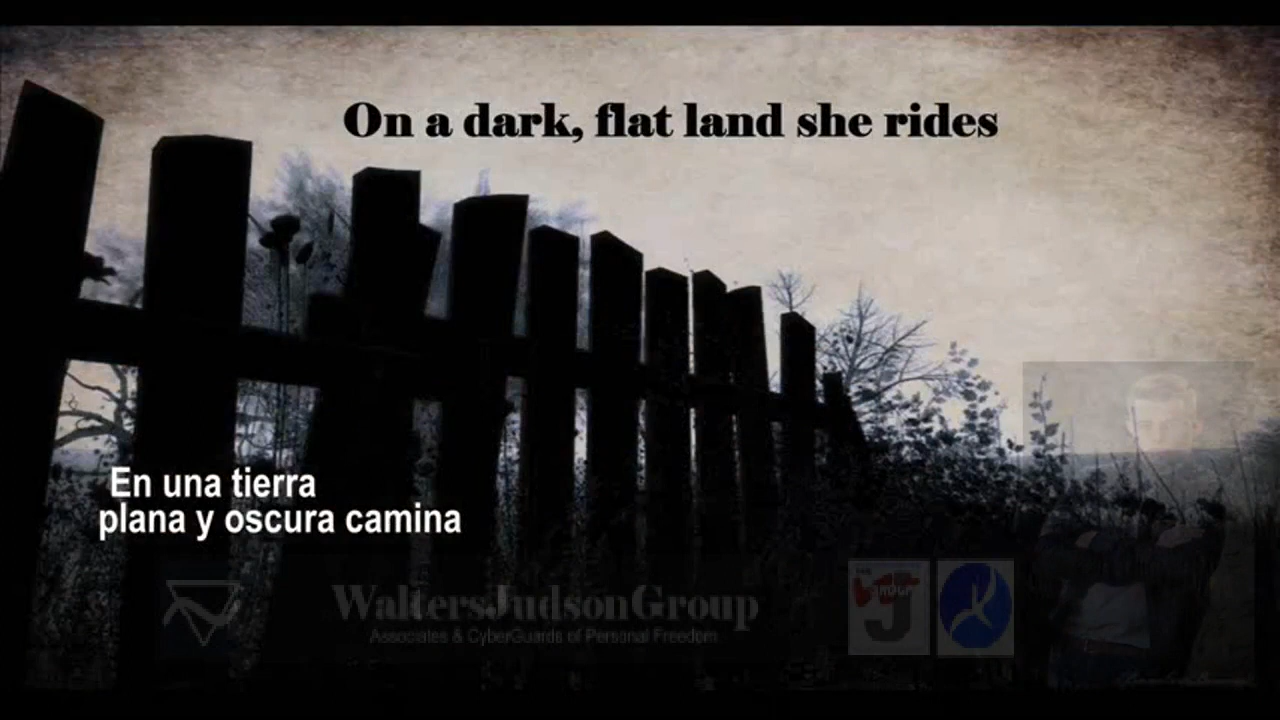 On a dark, flat land she rides
En una tierra
plana y oscura camina
WaltersJudsonGroup
Associates & CyberGuards of Personal Freedom